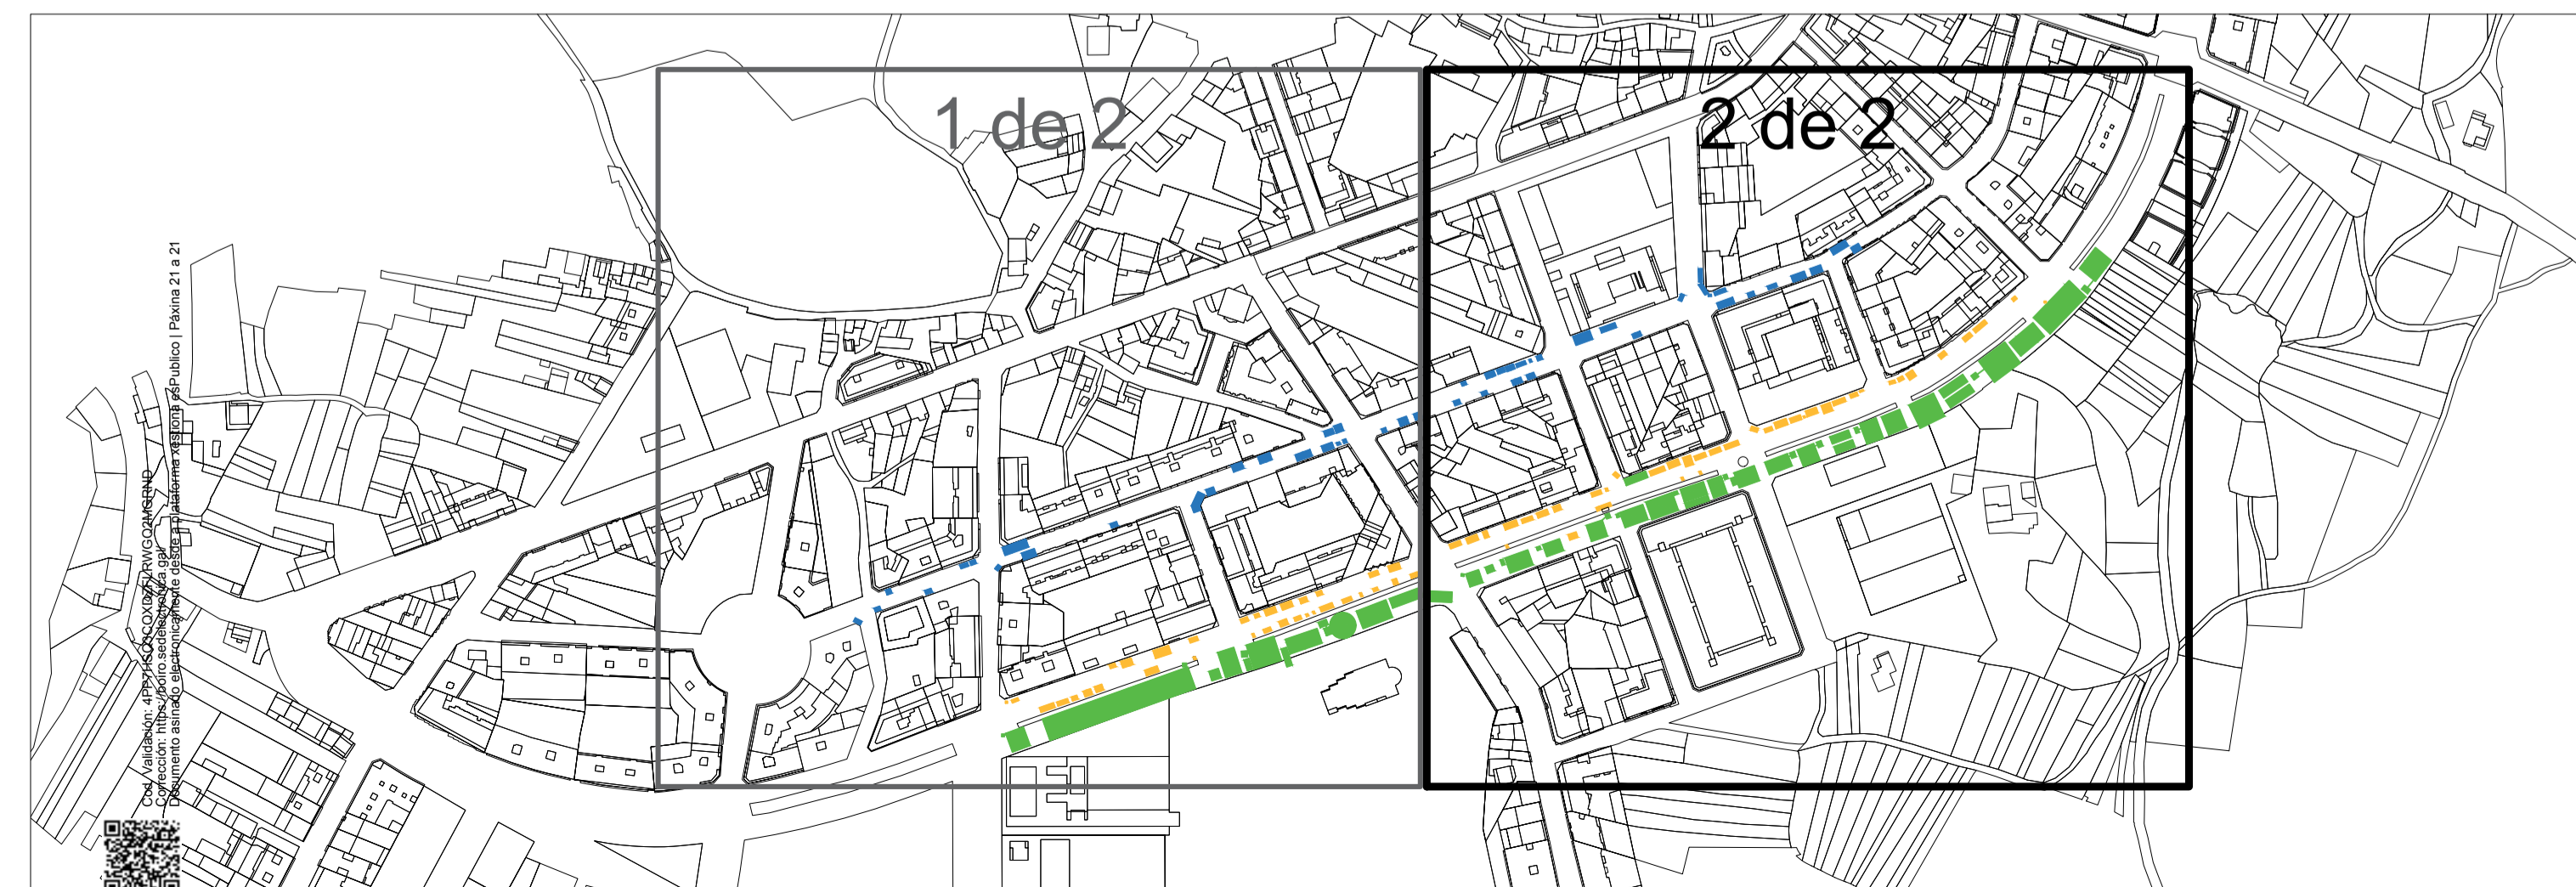 1 de 2
2 de 2
Cod. Validación: 4PP7HSQ3CQXDZFLRWGQ2MGRND
Corrección: https://boiro.sedelectronica.gal/
Documento asinado electronicamente desde a plataforma xestiona esPublico | Páxina 21 a 21